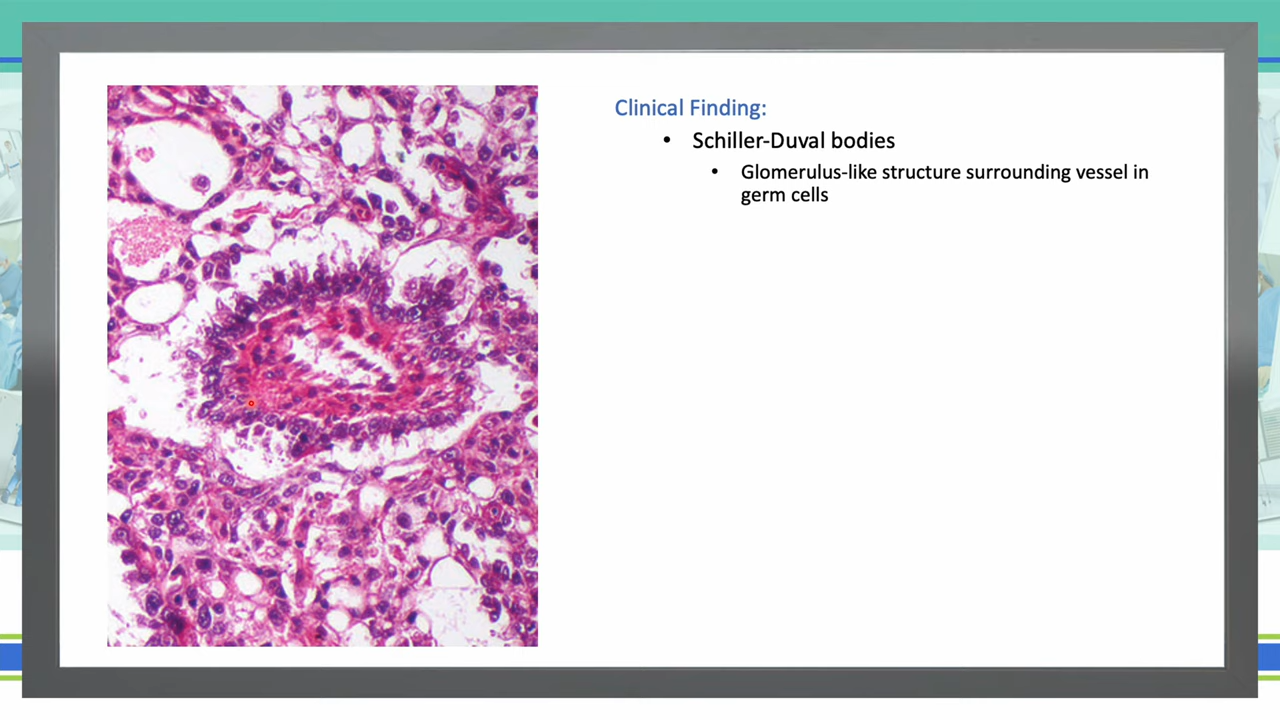 Clinical Finding:
• Schiller-Duval bodies
• Glomerulus-like structure surrounding vessel in
germ cells